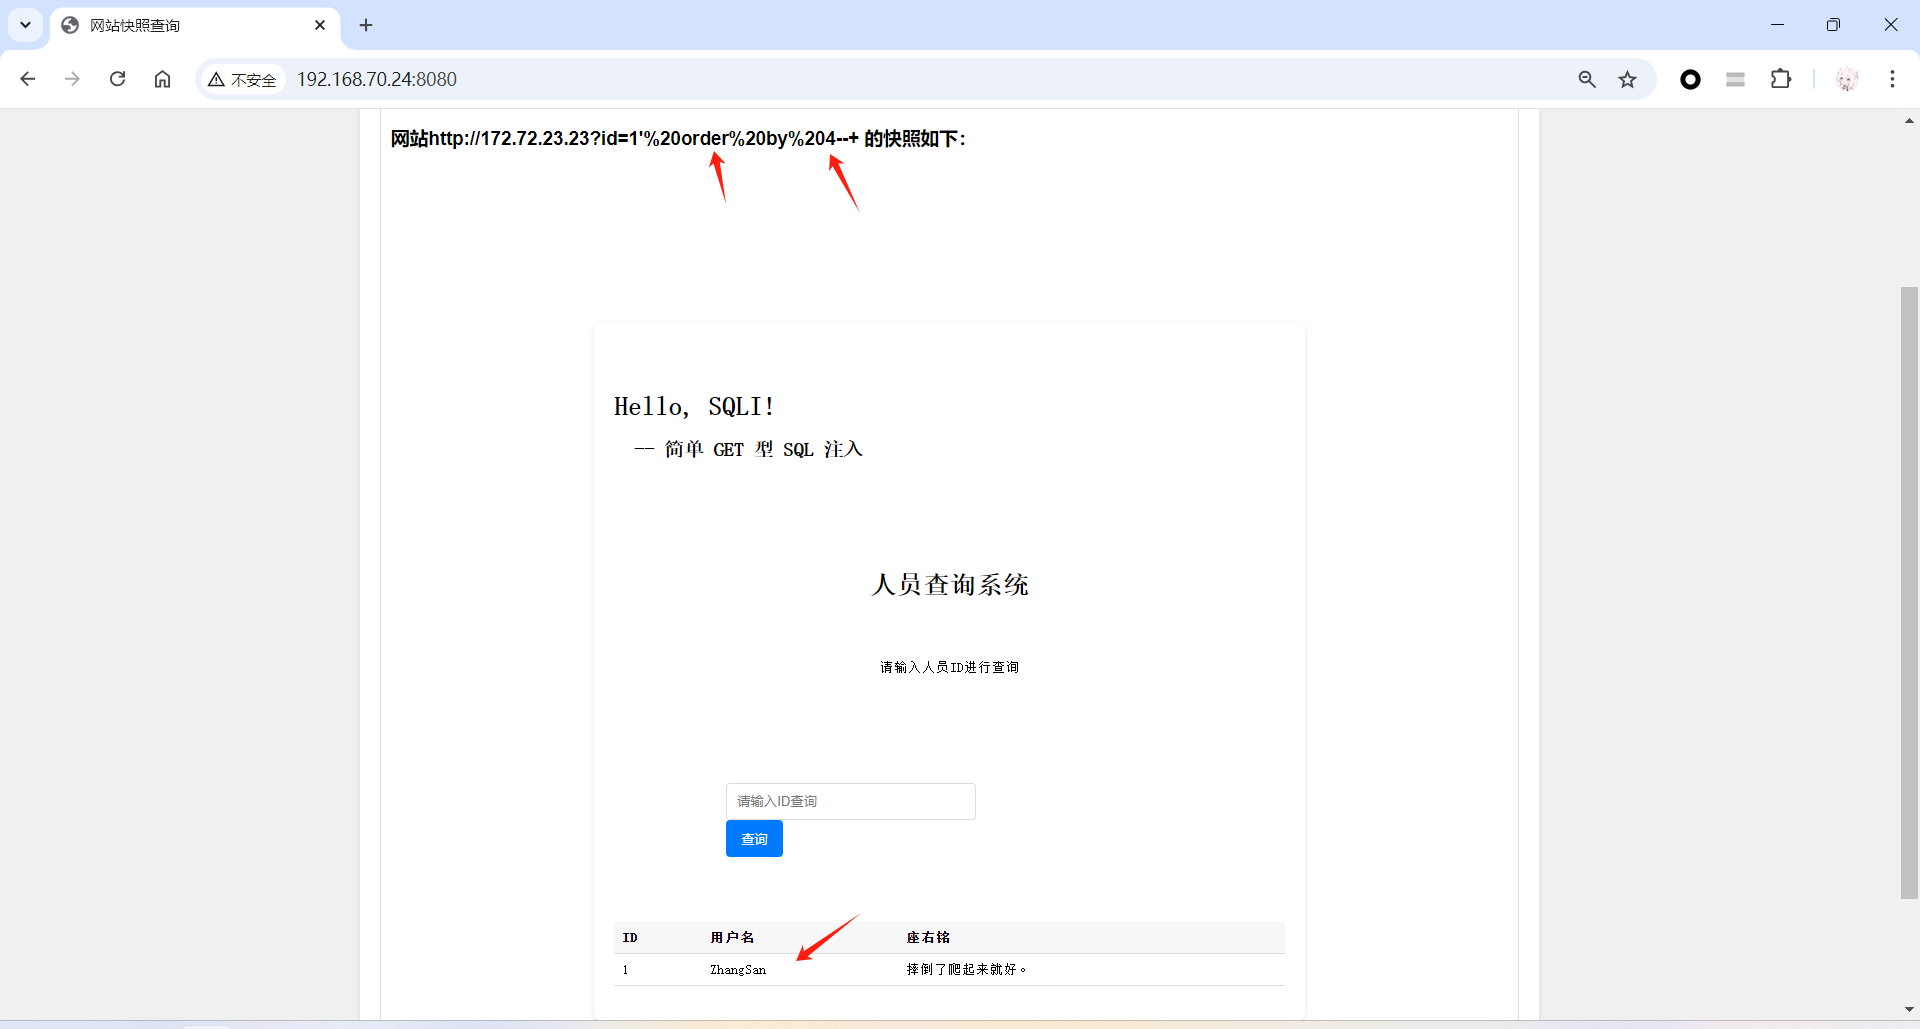 网站快照查询
不安全
192.168.70.24:8080
网站http://172.72.23.23?id=1'%20order%20by%204--+ 的快照如下：
Hello, SQLI!
-- 简单 GET 型 SQL 注入
人员查询系统
请输入人员ID进行查询
请输入ID查询
查询
ID 用户名 座右铭
1 ZhangSan 摔倒了爬起来就好。